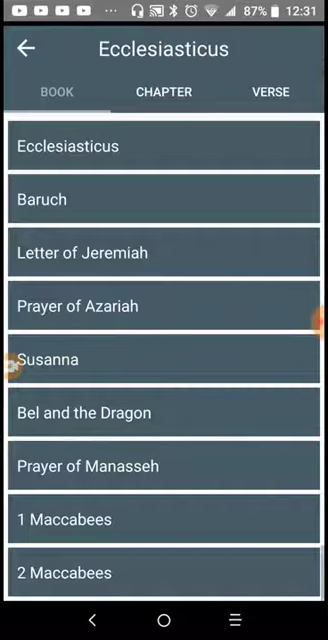 87% 12:31
Ecclesiasticus
BOOK CHAPTER VERSE
Ecclesiasticus
Baruch
Letter of Jeremiah
Prayer of Azariah
Susanna
Bel and the Dragon
Prayer of Manasseh
1 Maccabees
2 Maccabees